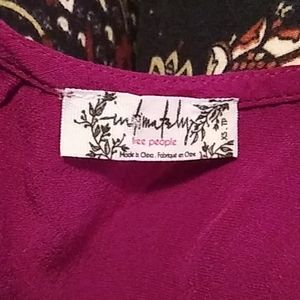 intimately
free people
Made in China . Fabriqué en Chine